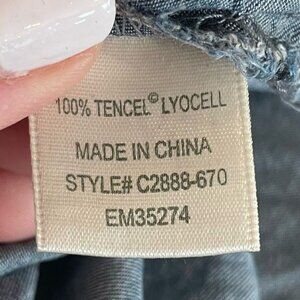 100% TENCEL© LYOCELL
MADE IN CHINA
STYLE# C2888-670
EM35274